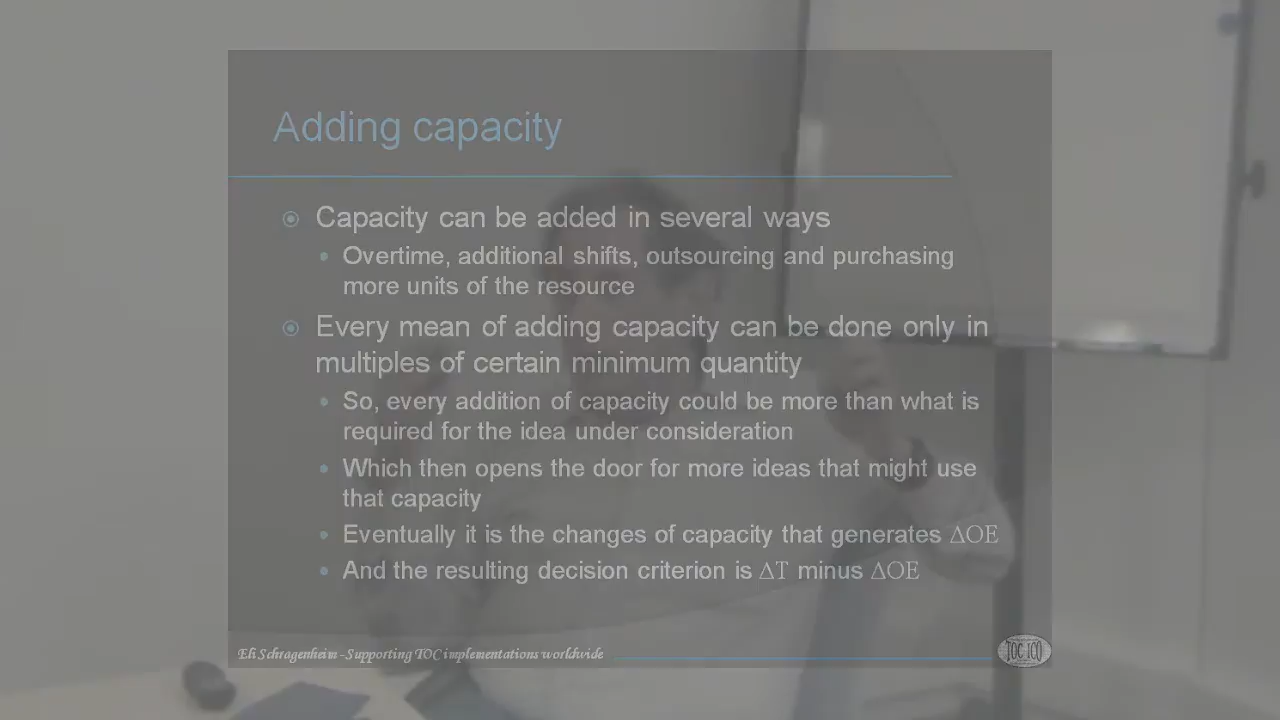 Adding capacity
Capacity can be added in several ways
Overtime, additional shifts, outsourcing and purchasing
more units of the resource
Every mean of adding capacity can be done only in
multiples of certain minimum quantity
So, every addition of capacity could be more than what is
required for the idea under consideration
Which then opens the door for more ideas that might use
that capacity
Eventually it is the changes of capacity that generates ΔOE
And the resulting decision criterion is ΔT minus ΔOE
Eli Schragenheim -Supporting TOC implementations worldwide
TOC ICO